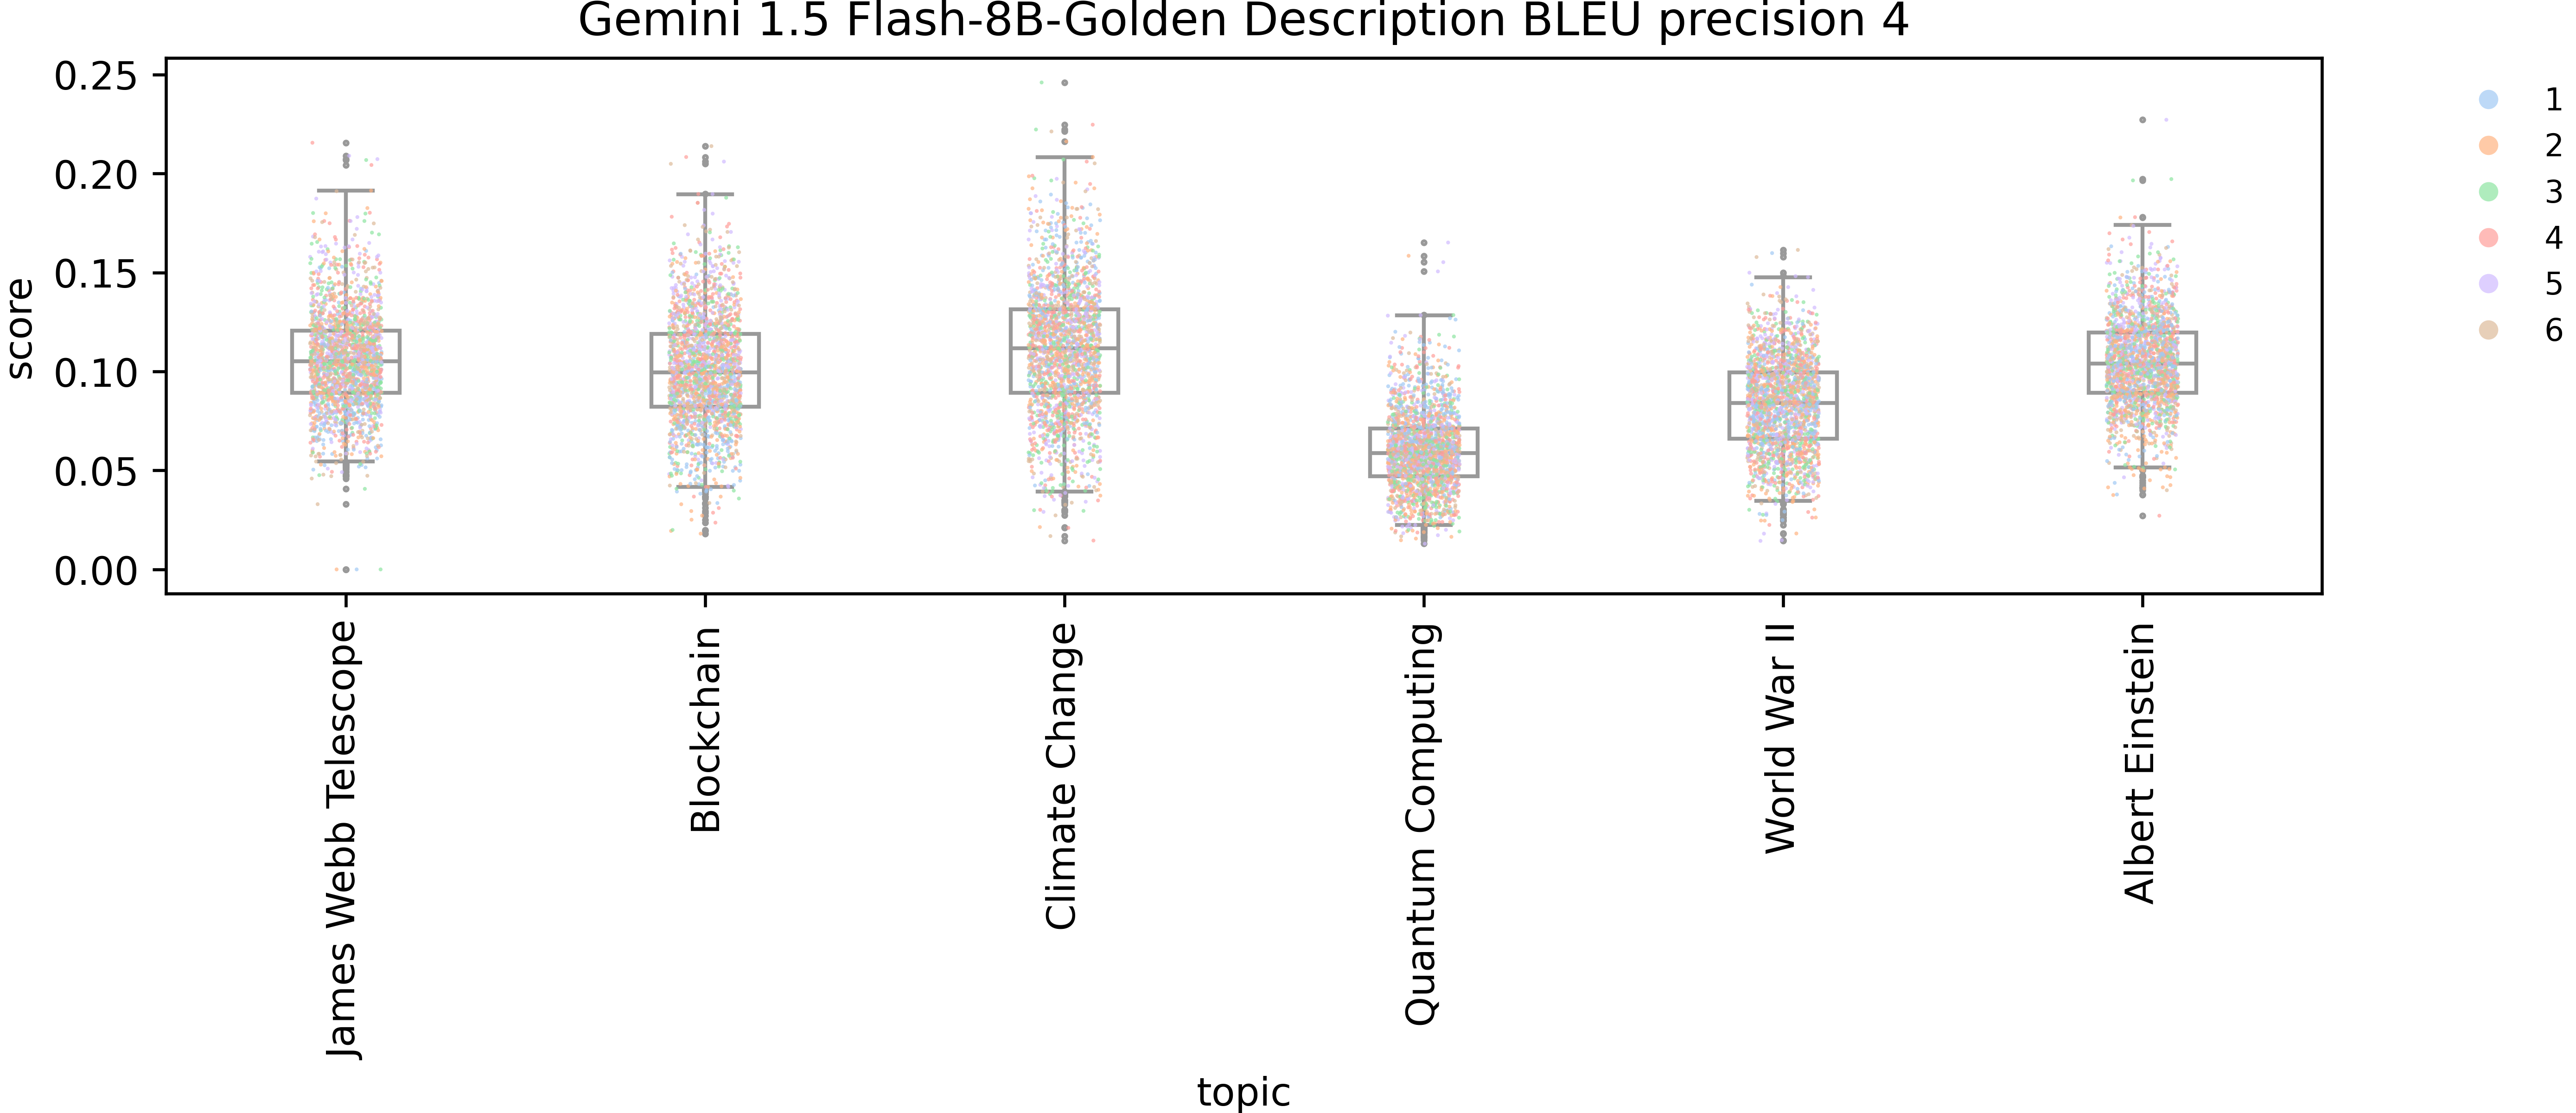 Gemini 1.5 Flash-8B-Golden Description BLEU precision 4
score
0.25
0.20
0.15
0.10
0.05
0.00
James Webb Telescope
Blockchain
Climate Change
Quantum Computing
World War II
Albert Einstein
topic
1
2
3
4
5
6